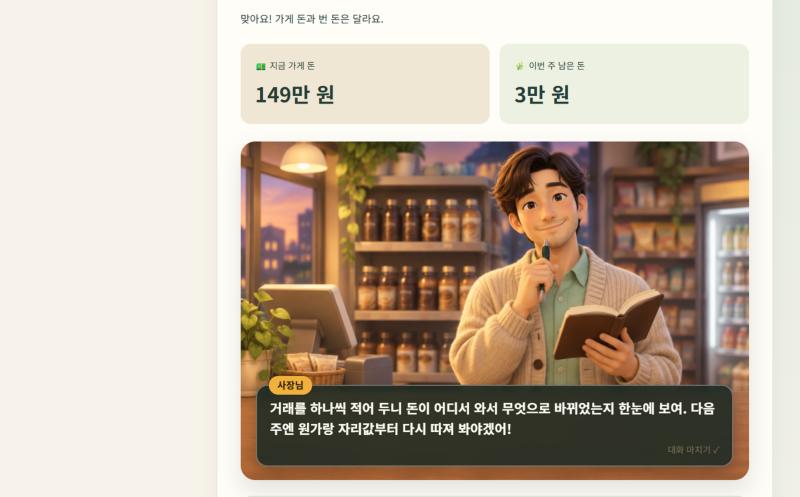 맞아요! 가게 돈과 번 돈은 달라요.
지금 가게 돈
149만 원
이번 주 남은 돈
3만 원
사장님
거래를 하나씩 적어 두니 돈이 어디서 와서 무엇으로 바뀌었는지 한눈에 보여. 다음
주엔 원가랑 자리값부터 다시 따져 봐야겠어!
대화 마치기 ✓